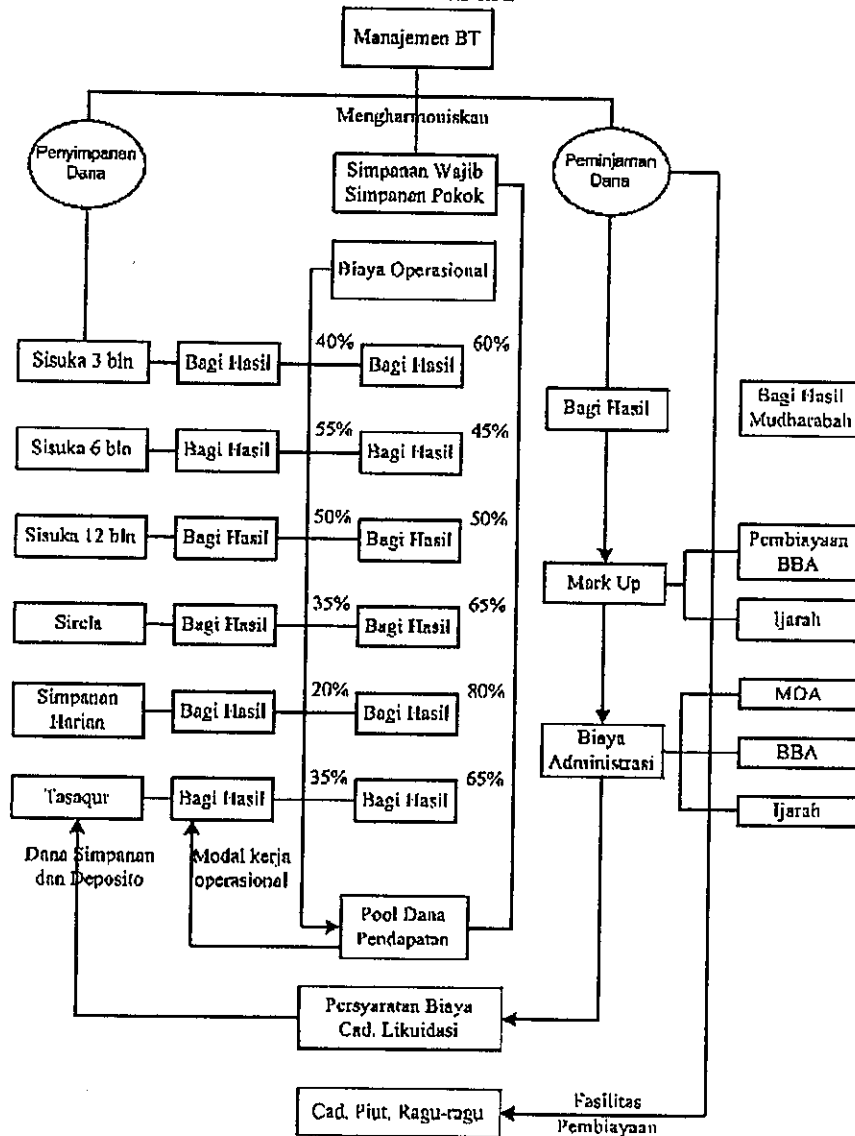 Manajemen BT
Mengharmoniskan
Penyimpanan
Dana
Simpanan Wajib
Simpanan Pokok
Peminjaman
Dana
Biaya Operasional
Sisuka 3 bln
Bagi Hasil
40%
Bagi Hasil
60%
Bagi Hasil
Bagi Hasil
Mudharabah
Sisuka 6 bln
Bagi Hasil
55%
Bagi Hasil
45%
Sisuka 12 bln
Bagi Hasil
50%
Bagi Hasil
50%
Mark Up
Pembiayaan
BBA
Ijarah
Sirela
Bagi Hasil
35%
Bagi Hasil
65%
Simpanan
Harian
Bagi Hasil
20%
Bagi Hasil
80%
Biaya
Administrasi
MDA
BBA
Ijarah
Tasaqur
Bagi Hasil
35%
Bagi Hasil
65%
Dana Simpanan
dan Deposito
Modal kerja
operasional
Pool Dana
Pendapatan
Persyaratan Biaya
Cad. Likuidasi
Cad. Piut. Ragu-ragu
Fasilitas
Pembiayaan